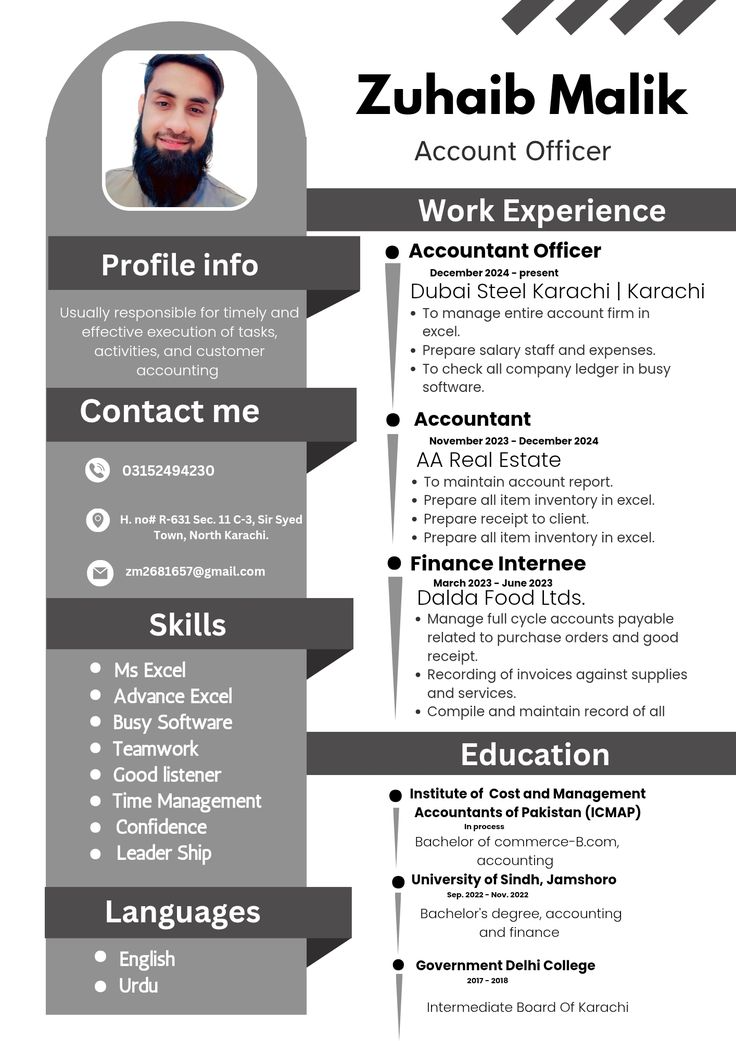 Zuhaib Malik
Account Officer
Profile info
Usually responsible for timely and
effective execution of tasks,
activities, and customer
accounting
Contact me
03152494230
H. no# R-631 Sec. 11 C-3, Sir Syed
Town, North Karachi.
zm2681657@gmail.com
Skills
Ms Excel
Advance Excel
Busy Software
Teamwork
Good listener
Time Management
Confidence
Leader Ship
Languages
English
Urdu
Work Experience
Accountant Officer
December 2024 - present
Dubai Steel Karachi | Karachi
To manage entire account firm in
excel.
Prepare salary staff and expenses.
To check all company ledger in busy
software.
Accountant
November 2023 - December 2024
AA Real Estate
To maintain account report.
Prepare all item inventory in excel.
Prepare receipt to client.
Prepare all item inventory in excel.
Finance Internee
March 2023 - June 2023
Dalda Food Ltds.
Manage full cycle accounts payable
related to purchase orders and good
receipt.
Recording of invoices against supplies
and services.
Compile and maintain record of all
Education
Institute of Cost and Management
Accountants of Pakistan (ICMAP)
In process
Bachelor of commerce-B.com,
accounting
University of Sindh, Jamshoro
Sep. 2022 - Nov. 2022
Bachelor's degree, accounting
and finance
Government Delhi College
2017 - 2018
Intermediate Board Of Karachi